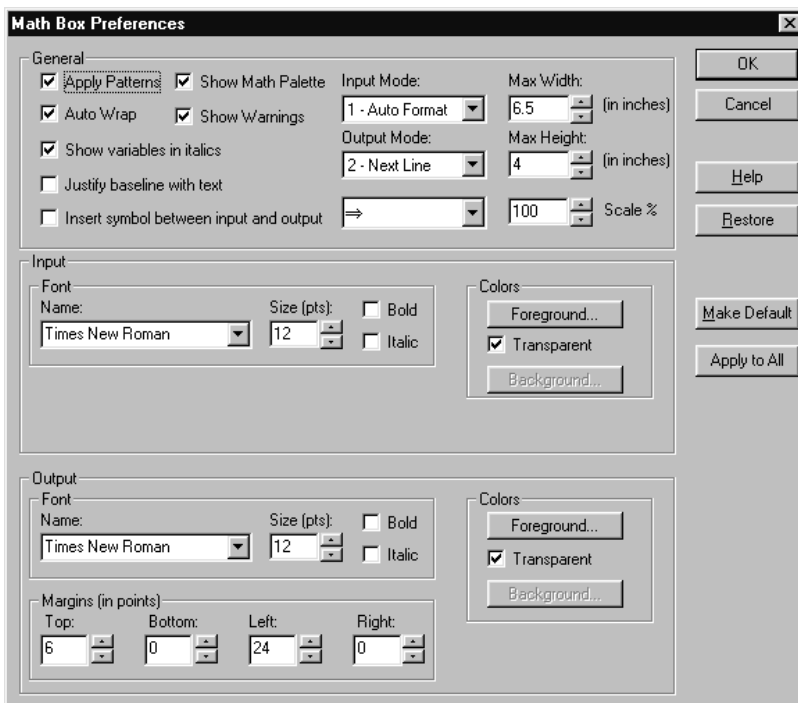 Math Box Preferences
General
Apply Patterns
Show Math Palette
Input Mode:
Max Width:
Auto Wrap
Show Warnings
1 - Auto Format
6.5
(in inches)
Output Mode:
Max Height:
Show variables in italics
2 - Next Line
4
(in inches)
Justify baseline with text
Insert symbol between input and output
⇒
100
Scale %
OK
Cancel
Help
Restore
Make Default
Apply to All
Input
Font
Name:
Size (pts):
Bold
Times New Roman
12
Italic
Colors
Foreground...
Transparent
Background...
Output
Font
Name:
Size (pts):
Bold
Times New Roman
12
Italic
Colors
Foreground...
Transparent
Background...
Margins (in points)
Top:
Bottom:
Left:
Right:
6
0
24
0